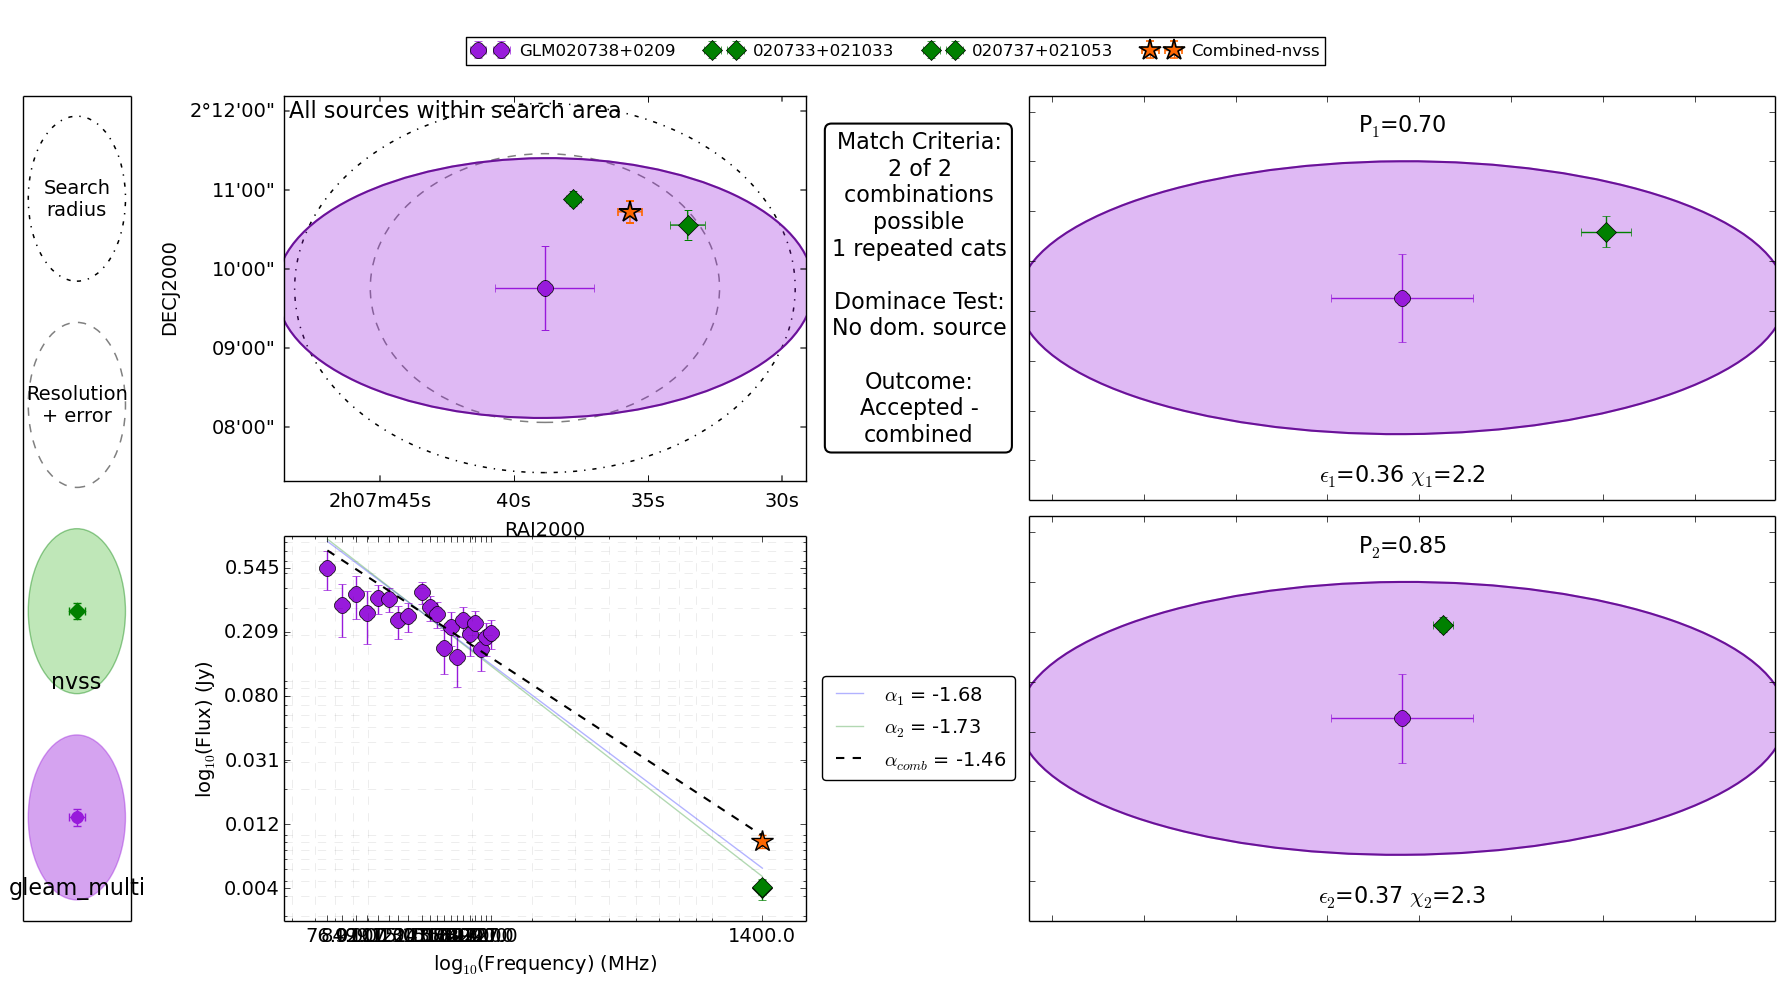 GLM020738+0209
020733+021033
020737+021053
Combined-nvss
Search
radius
Resolution
+ error
nvss
gleam_multi
All sources within search area
DECJ2000
2°12'00"
11'00"
10'00"
09'00"
08'00"
2h07m45s
40s
35s
30s
RAJ2000
Match Criteria:
2 of 2
combinations
possible
1 repeated cats
Dominace Test:
No dom. source
Outcome:
Accepted -
combined
P₁=0.70
ϵ₁=0.36 χ₁=2.2
log₁₀(Flux) (Jy)
0.545
0.209
0.080
0.031
0.012
0.004
1400.0
log₁₀(Frequency) (MHz)
α₁ = -1.68
α₂ = -1.73
α_comb = -1.46
P₂=0.85
ϵ₂=0.37 χ₂=2.3